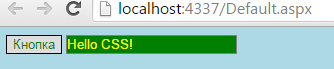 localhost:4337/Default.aspx
Кнопка Hello CSS!